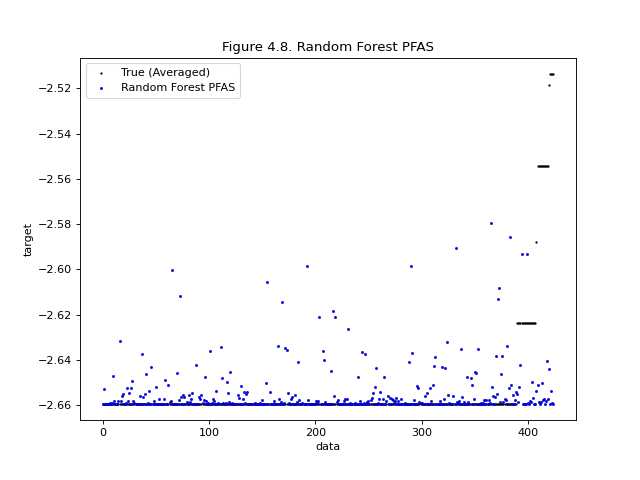 Figure 4.8. Random Forest PFAS
True (Averaged)
Random Forest PFAS
−2.52
−2.54
−2.56
−2.58
−2.60
−2.62
−2.64
−2.66
target
0 100 200 300 400
data